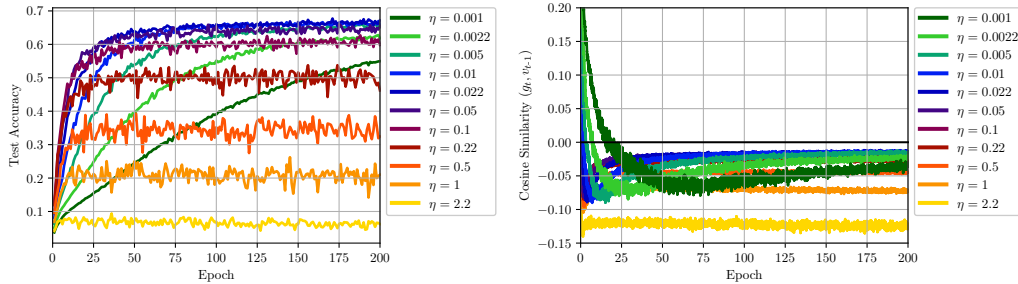 0.7
0.6
0.5
0.4
0.3
0.2
0.1
Test Accuracy
0 25 50 75 100 125 150 175 200
Epoch
η = 0.001
η = 0.0022
η = 0.005
η = 0.01
η = 0.022
η = 0.05
η = 0.1
η = 0.22
η = 0.5
η = 1
η = 2.2
0.20
0.15
0.10
0.05
0.00
−0.05
−0.10
−0.15
Cosine Similarity (g_t, v_{t-1})
0 25 50 75 100 125 150 175 200
Epoch
η = 0.001
η = 0.0022
η = 0.005
η = 0.01
η = 0.022
η = 0.05
η = 0.1
η = 0.22
η = 0.5
η = 1
η = 2.2